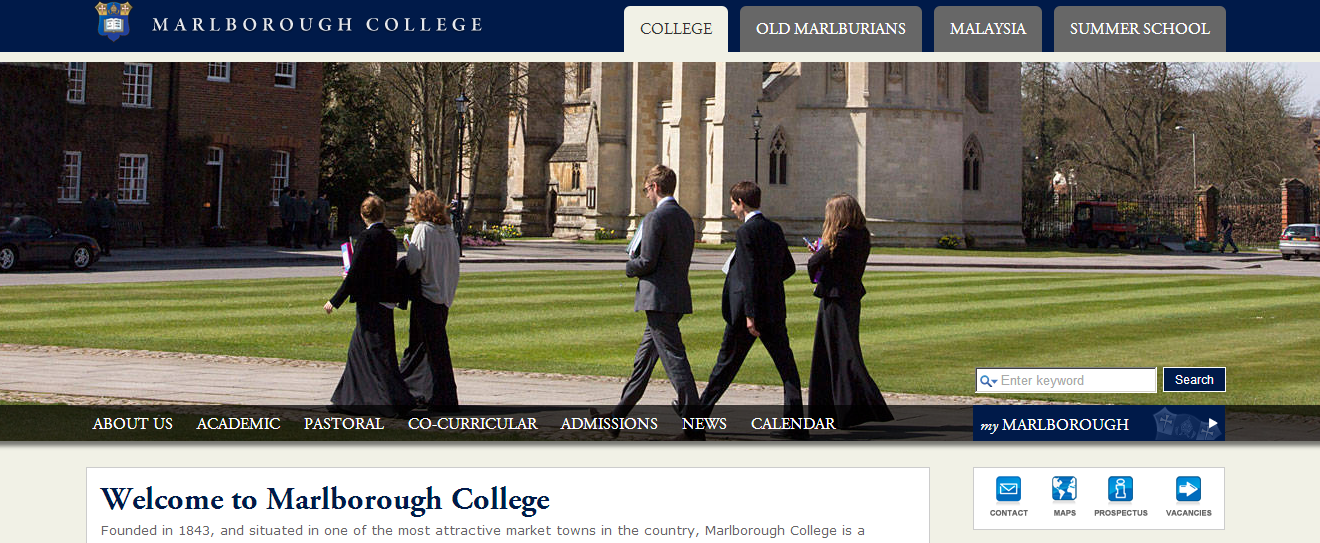 MARLBOROUGH COLLEGE
COLLEGE
OLD MARLBURIANS
MALAYSIA
SUMMER SCHOOL
Enter keyword
Search
ABOUT US
ACADEMIC
PASTORAL
CO-CURRICULAR
ADMISSIONS
NEWS
CALENDAR
my MARLBOROUGH
Welcome to Marlborough College
Founded in 1843, and situated in one of the most attractive market towns in the country, Marlborough College is a
CONTACT
MAPS
PROSPECTUS
VACANCIES